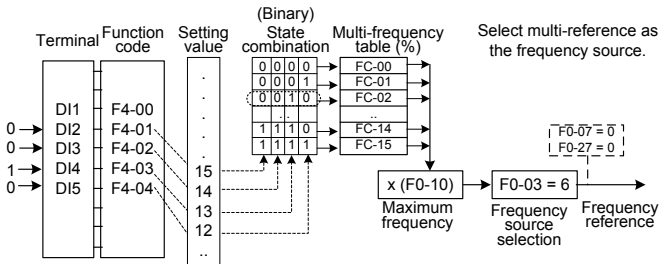 (Binary)
Terminal Function code Setting value State combination Multi-frequency table (%)
Select multi-reference as the frequency source.
0 0 0 0 FC-00
0 0 0 1 FC-01
0 0 1 0 FC-02
.. ..
1 1 1 0 FC-14
1 1 1 1 FC-15
DI1 F4-00
0 DI2 F4-01
0 DI3 F4-02
1 DI4 F4-03
0 DI5 F4-04
.
.
.
.
.
15
14
13
12
..
F0-07 = 0
F0-27 = 0
x (F0-10)
Maximum frequency
F0-03 = 6
Frequency source selection
Frequency reference